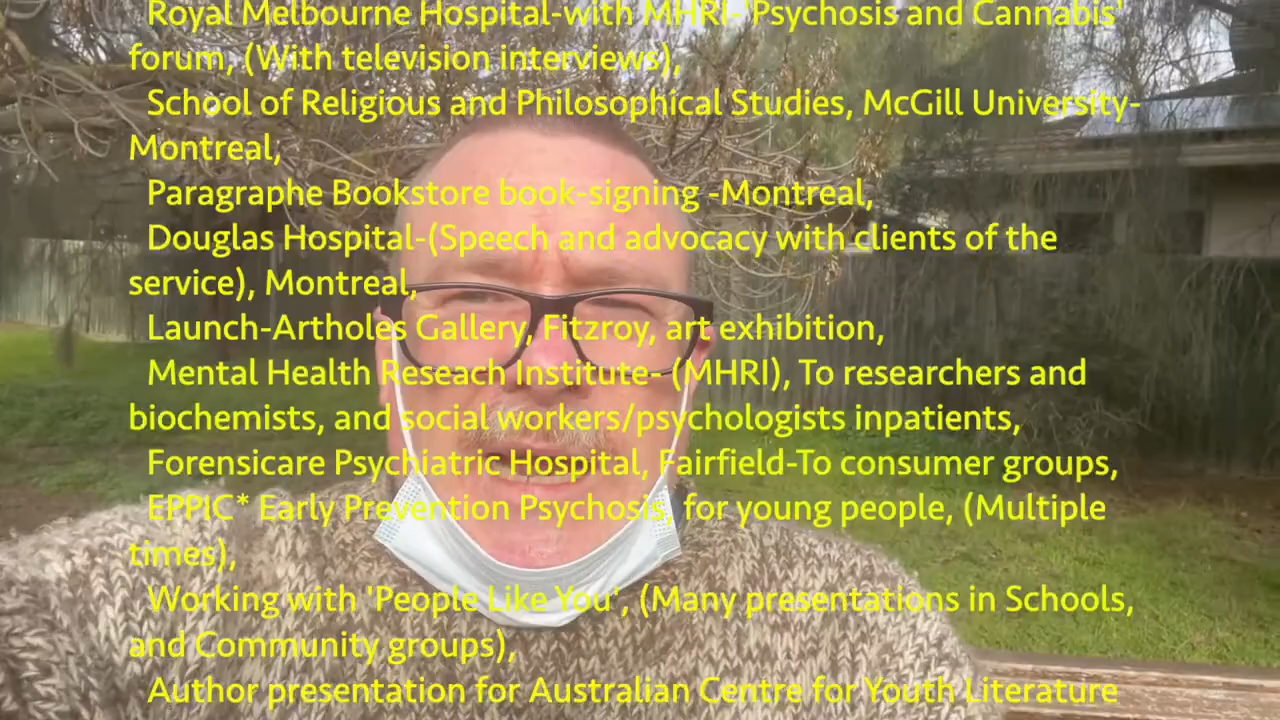 Royal Melbourne Hospital-with MHRI-'Psychosis and Cannabis'
forum, (With television interviews),
School of Religious and Philosophical Studies, McGill University-
Montreal,
Paragraphe Bookstore book-signing -Montreal,
Douglas Hospital-(Speech and advocacy with clients of the
service), Montreal,
Launch-Artholes Gallery, Fitzroy, art exhibition,
Mental Health Reseach Institute- (MHRI), To researchers and
biochemists, and social workers/psychologists inpatients,
Forensicare Psychiatric Hospital, Fairfield-To consumer groups,
EPPIC* Early Prevention Psychosis, for young people, (Multiple
times),
Working with 'People Like You', (Many presentations in Schools,
and Community groups),
Author presentation for Australian Centre for Youth Literature